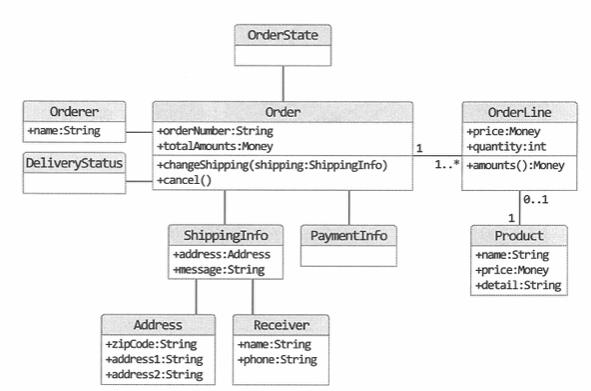 OrderState
Orderer
+name:String
DeliveryStatus
Order
+orderNumber:String
+totalAmounts:Money
+changeShipping(shipping:ShippingInfo)
+cancel()
1
1..*
OrderLine
+price:Money
+quantity:int
+amounts():Money
0..1
1
ShippingInfo
+address:Address
+message:String
PaymentInfo
Product
+name:String
+price:Money
+detail:String
Address
+zipCode:String
+address1:String
+address2:String
Receiver
+name:String
+phone:String